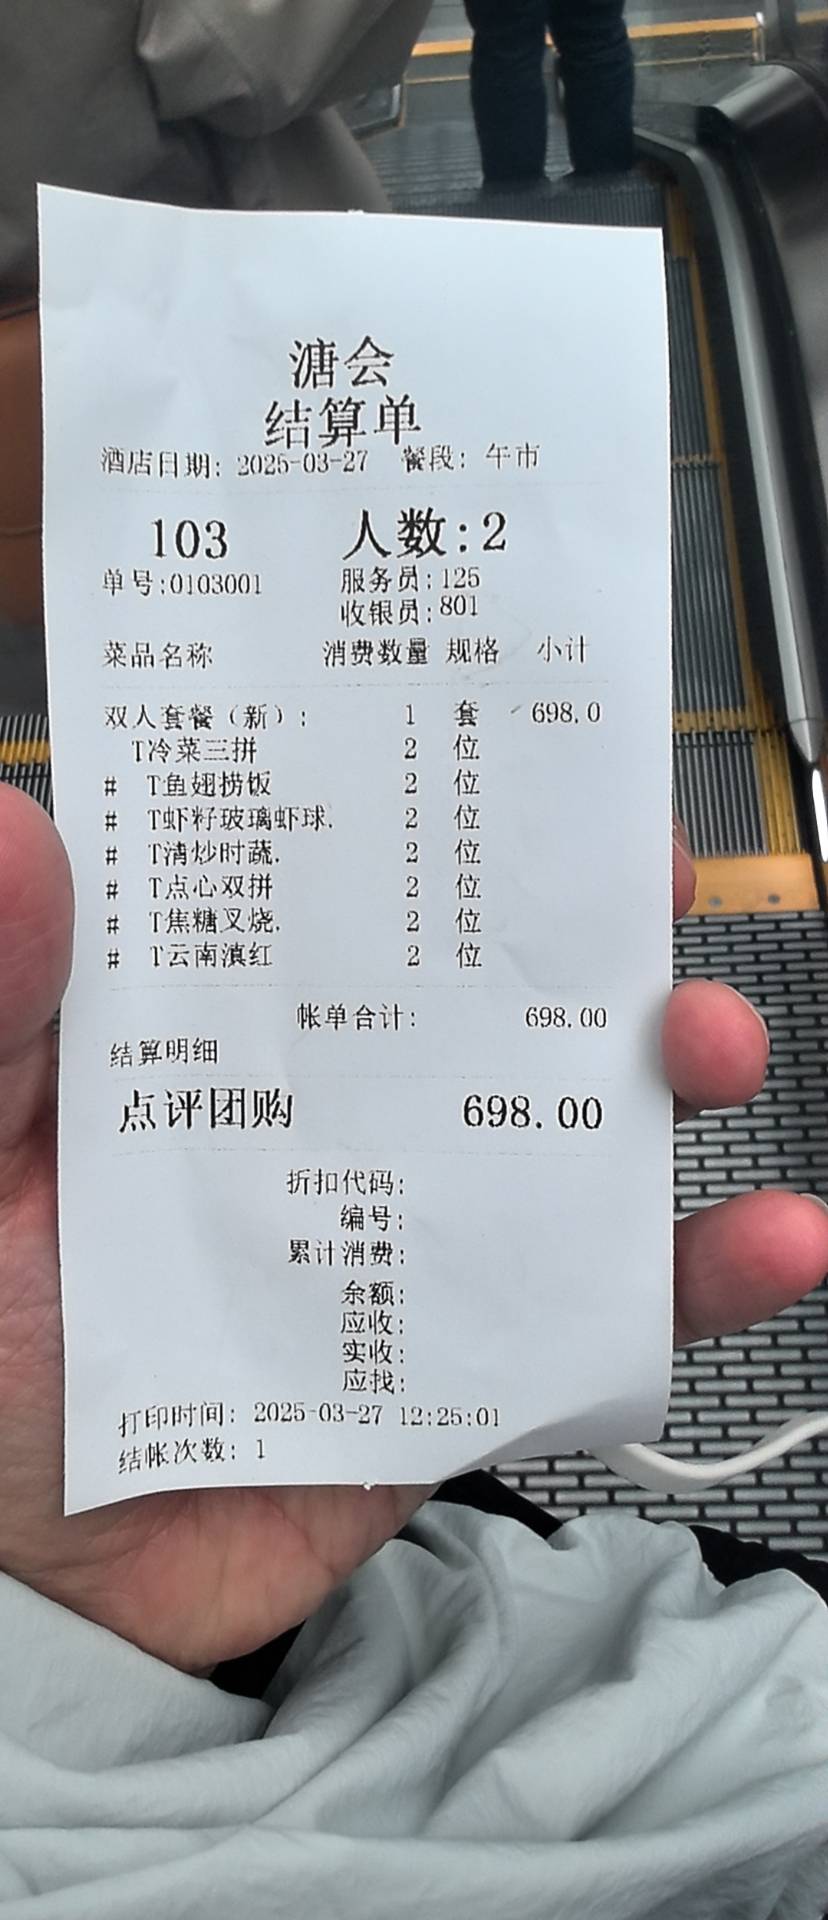 溏会
结算单
酒店日期: 2025-03-27 餐段: 午市
103 人数:2
单号:0103001 服务员:125
收银员:801
菜品名称 消费数量 规格 小计
双人套餐（新）: 1 套 698.0
T冷菜三拼 2 位
# T鱼翅捞饭 2 位
# T虾籽玻璃虾球. 2 位
# T清炒时蔬. 2 位
# T点心双拼 2 位
# T焦糖叉烧. 2 位
# T云南滇红 2 位
帐单合计: 698.00
结算明细
点评团购 698.00
折扣代码:
编号:
累计消费:
余额:
应收:
实收:
应找:
打印时间: 2025-03-27 12:25:01
结帐次数: 1